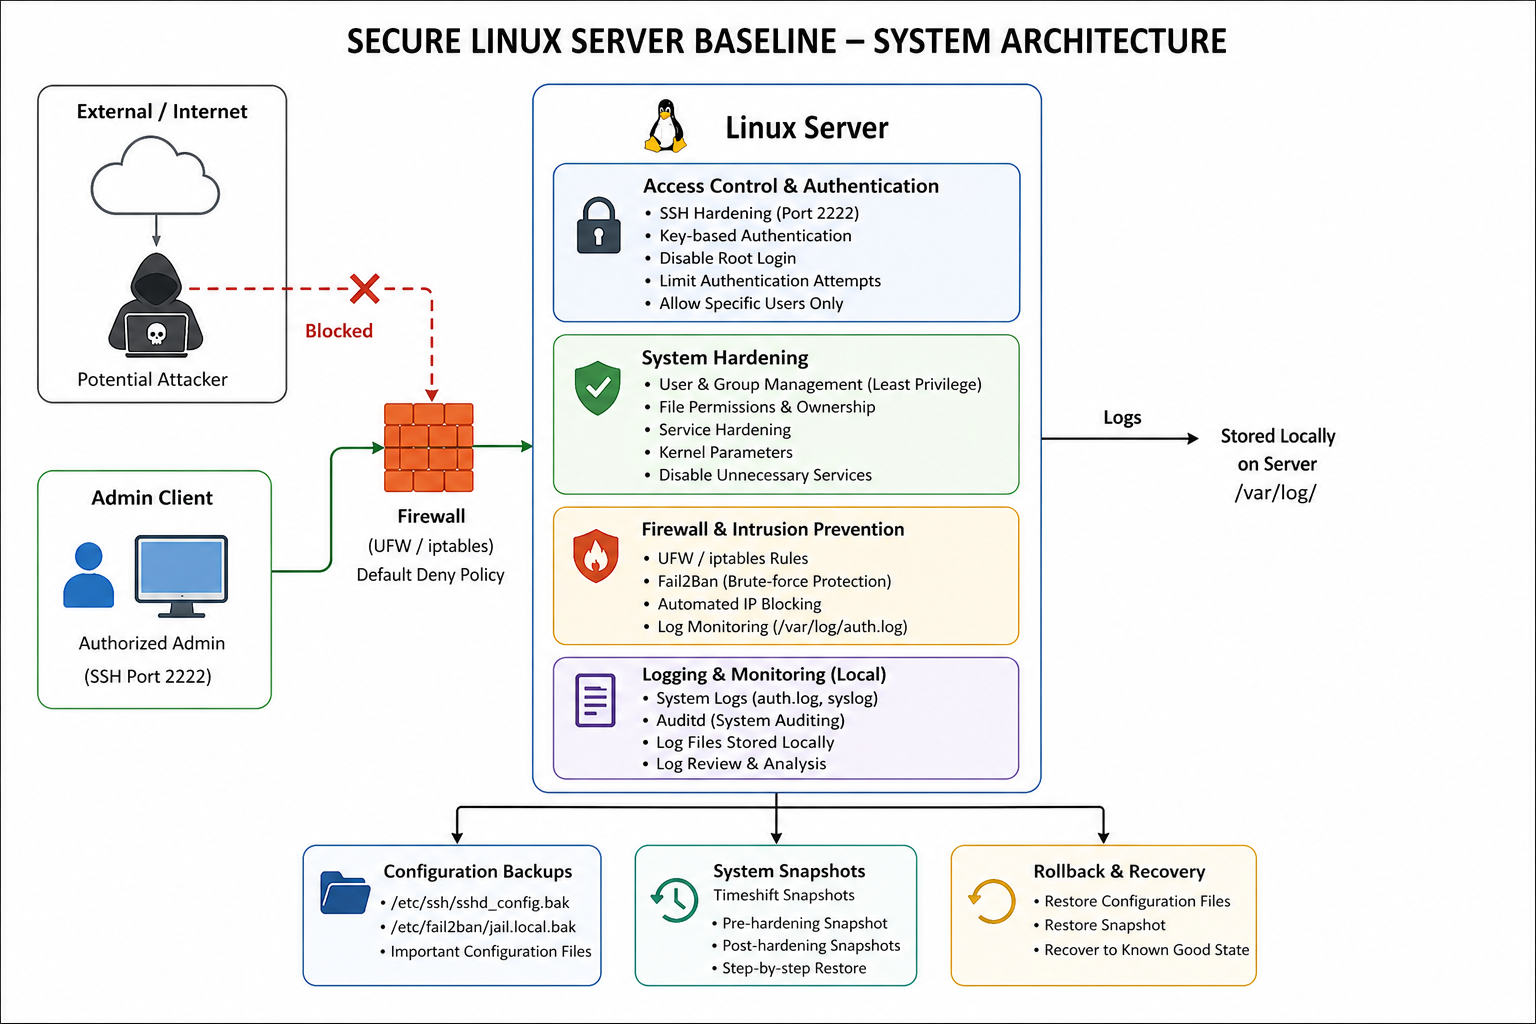 SECURE LINUX SERVER BASELINE – SYSTEM ARCHITECTURE
External / Internet
Potential Attacker
Blocked
Admin Client
Authorized Admin
(SSH Port 2222)
Firewall
(UFW / iptables)
Default Deny Policy
Linux Server
Access Control & Authentication
• SSH Hardening (Port 2222)
• Key-based Authentication
• Disable Root Login
• Limit Authentication Attempts
• Allow Specific Users Only
System Hardening
• User & Group Management (Least Privilege)
• File Permissions & Ownership
• Service Hardening
• Kernel Parameters
• Disable Unnecessary Services
Firewall & Intrusion Prevention
• UFW / iptables Rules
• Fail2Ban (Brute-force Protection)
• Automated IP Blocking
• Log Monitoring (/var/log/auth.log)
Logging & Monitoring (Local)
• System Logs (auth.log, syslog)
• Auditd (System Auditing)
• Log Files Stored Locally
• Log Review & Analysis
Logs
Stored Locally
on Server
/var/log/
Configuration Backups
• /etc/ssh/sshd_config.bak
• /etc/fail2ban/jail.local.bak
• Important Configuration Files
System Snapshots
Timeshift Snapshots
• Pre-hardening Snapshot
• Post-hardening Snapshots
• Step-by-step Restore
Rollback & Recovery
• Restore Configuration Files
• Restore Snapshot
• Recover to Known Good State